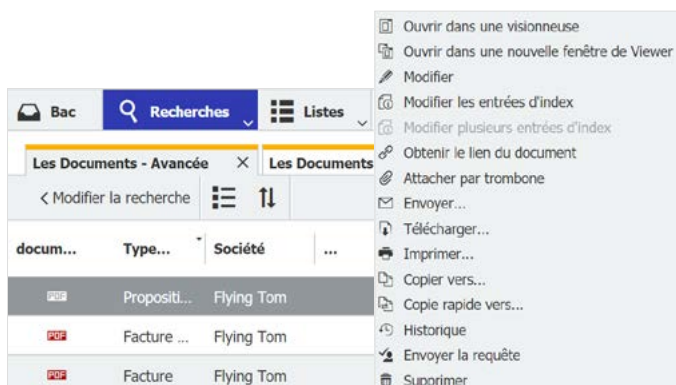 Bac
Recherches
Listes
Les Documents - Avancée
Les Documents
Modifier la recherche
docum...
Type...
Société
...
PDF
Propositi...
Flying Tom
PDF
Facture ...
Flying Tom
PDF
Facture
Flying Tom
Ouvrir dans une visionneuse
Ouvrir dans une nouvelle fenêtre de Viewer
Modifier
Modifier les entrées d'index
Modifier plusieurs entrées d'index
Obtenir le lien du document
Attacher par trombone
Envoyer...
Télécharger...
Imprimer...
Copier vers...
Copie rapide vers...
Historique
Envoyer la requête
Supprimer